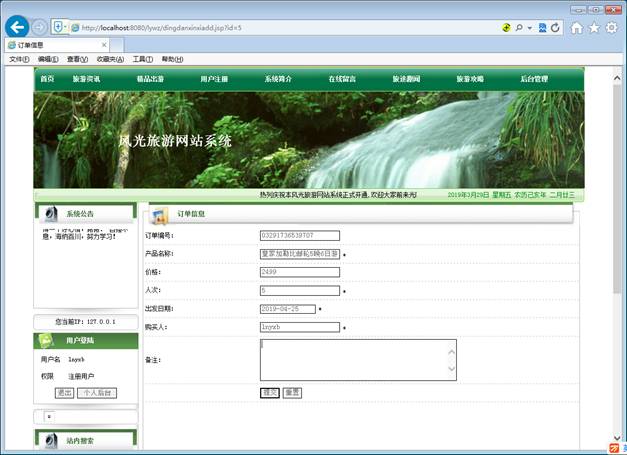 http://localhost:8080/lywz/dingdanxinxiadd.jsp?id=5
订单信息
文件(F) 编辑(E) 查看(V) 收藏夹(A) 工具(T) 帮助(H)
首页 旅游资讯 精品出游 用户注册 系统简介 在线留言 旅途趣闻 旅游攻略 后台管理
风光旅游网站系统
热烈庆祝本风光旅游网站系统正式开通,欢迎大家前来光
2019年3月29日 星期五 农历己亥年 二月廿三
系统公告
息,海纳百川,努力学习!
您当前IP: 127.0.0.1
用户登陆
用户名 lnyxb
权限 注册用户
退出 个人后台
站内搜索
订单信息
订单编号: 03291736539707
产品名称: 皇家加勒比邮轮5晚6日游 *
价格: 2499
人次: 5 *
出发日期: 2019-04-25 *
购买人: lnyxb *
备注:
提交 重置
英